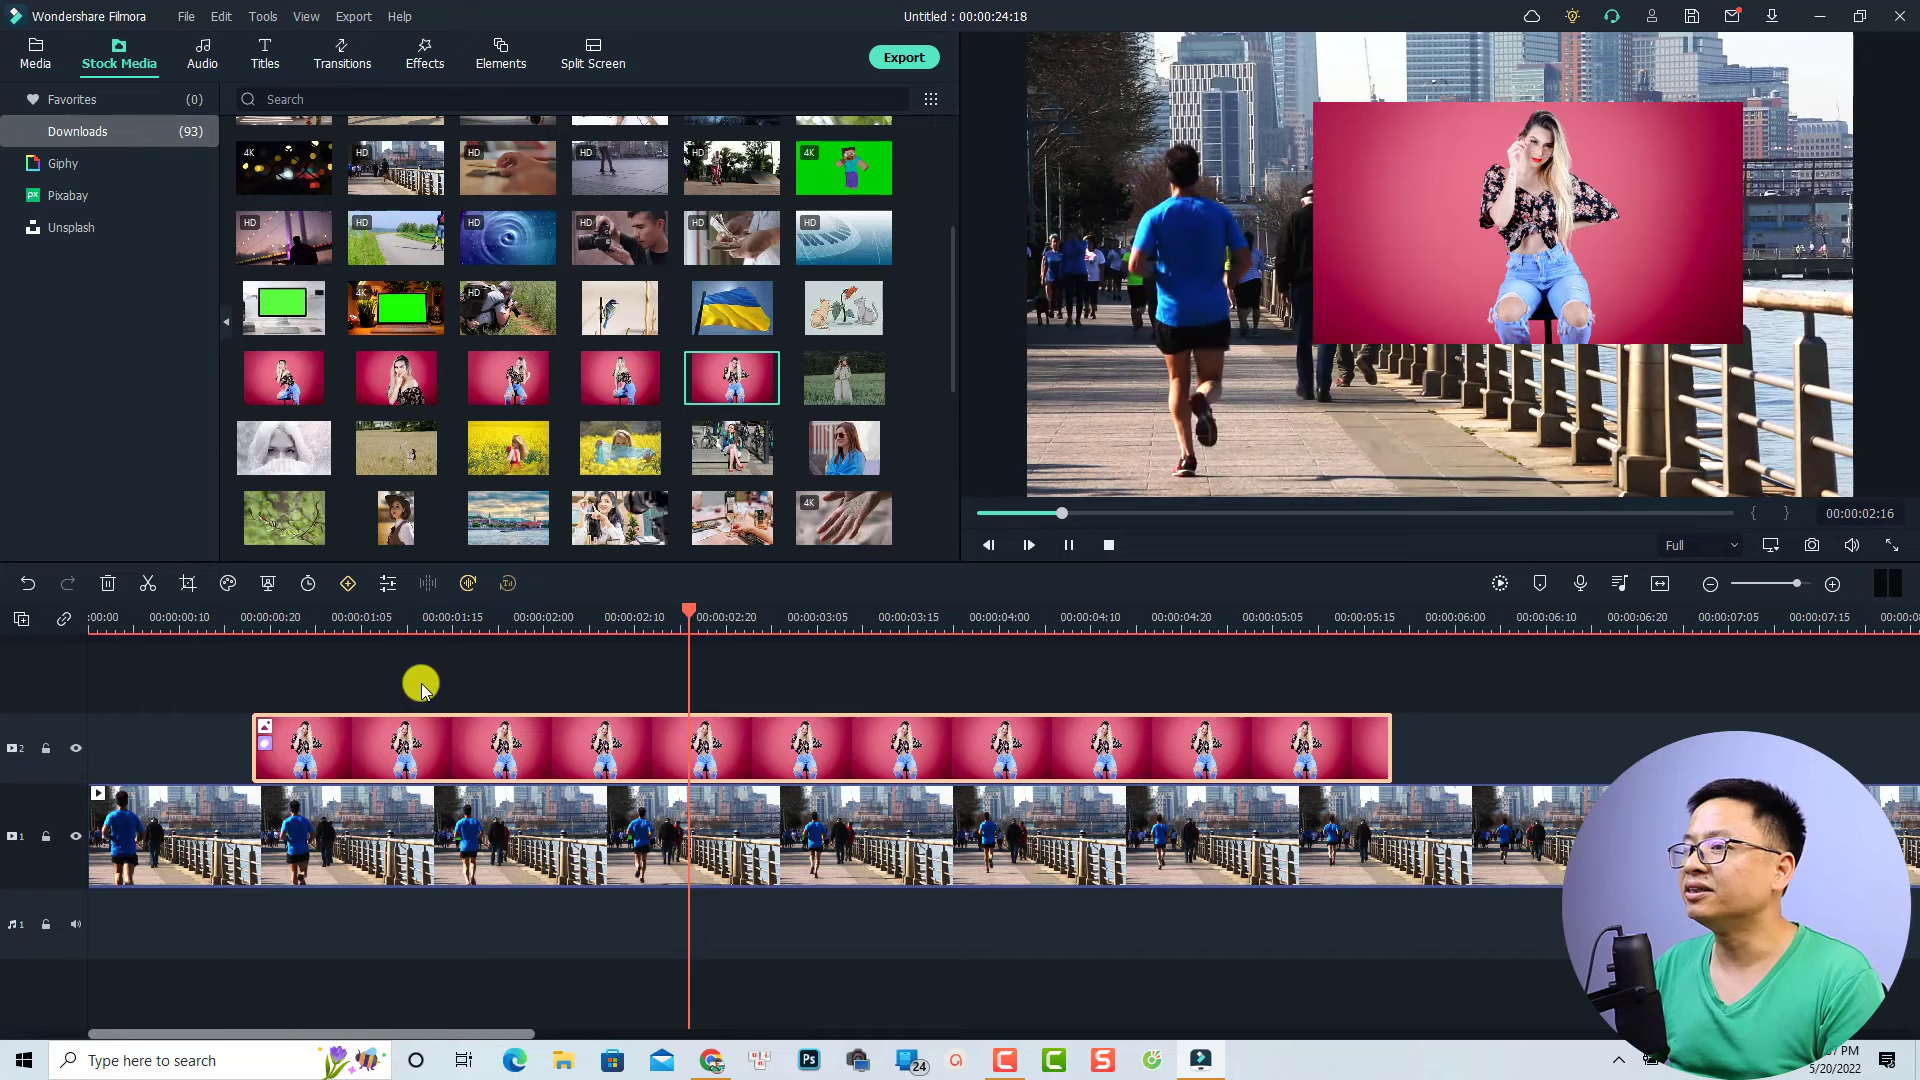 Wondershare Filmora File Edit Tools View Export Help Untitled : 00:00:24:18
Media Stock Media Audio Titles Transitions Effects Elements Split Screen Export
Favorites (0) Search
Downloads (93)
Giphy
Pixabay
Unsplash
4K HD HD HD HD 4K
HD HD HD HD HD HD
4K HD
4K
00:00:02:16
Full
:00:00 00:00:00:10 00:00:00:20 00:00:01:05 00:00:01:15 00:00:02:00 00:00:02:10 00:00:02:20 00:00:03:05 00:00:03:15 00:00:04:00 00:00:04:10 00:00:04:20 00:00:05:05 00:00:05:15 00:00:06:00 00:00:06:10 00:00:06:20 00:00:07:05 00:00:07:15 00:00:0
2
1
1
Type here to search Ps 24 PM
5/20/2022